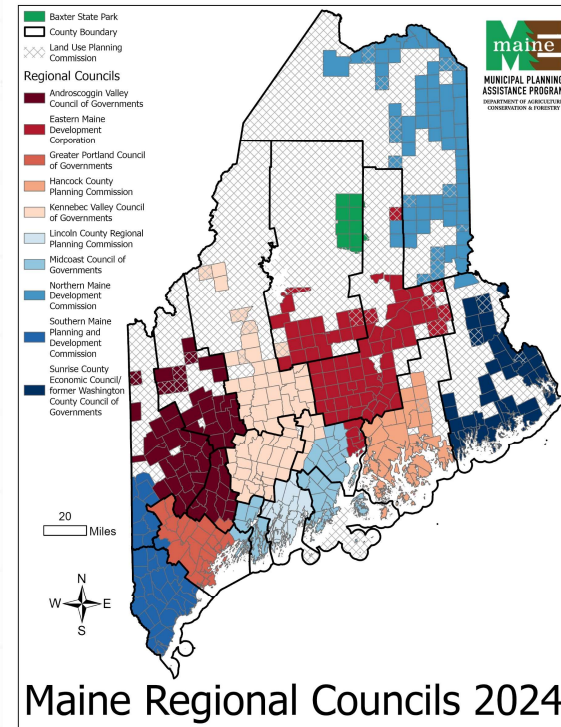 Baxter State Park
County Boundary
Land Use Planning
Commission
Regional Councils
Androscoggin Valley
Council of Governments
Eastern Maine
Development
Corporation
Greater Portland Council
of Governments
Hancock County
Planning Commission
Kennebec Valley Council
of Governments
Lincoln County Regional
Planning Commission
Midcoast Council of
Governments
Northern Maine
Development
Commission
Southern Maine
Planning and
Development
Commission
Sunrise County
Economic Council/
former Washington
County Council of
Governments
maine
MUNICIPAL PLANNING
ASSISTANCE PROGRAM
DEPARTMENT OF AGRICULTURE
CONSERVATION & FORESTRY
20
Miles
N
W
E
S
Maine Regional Councils 2024